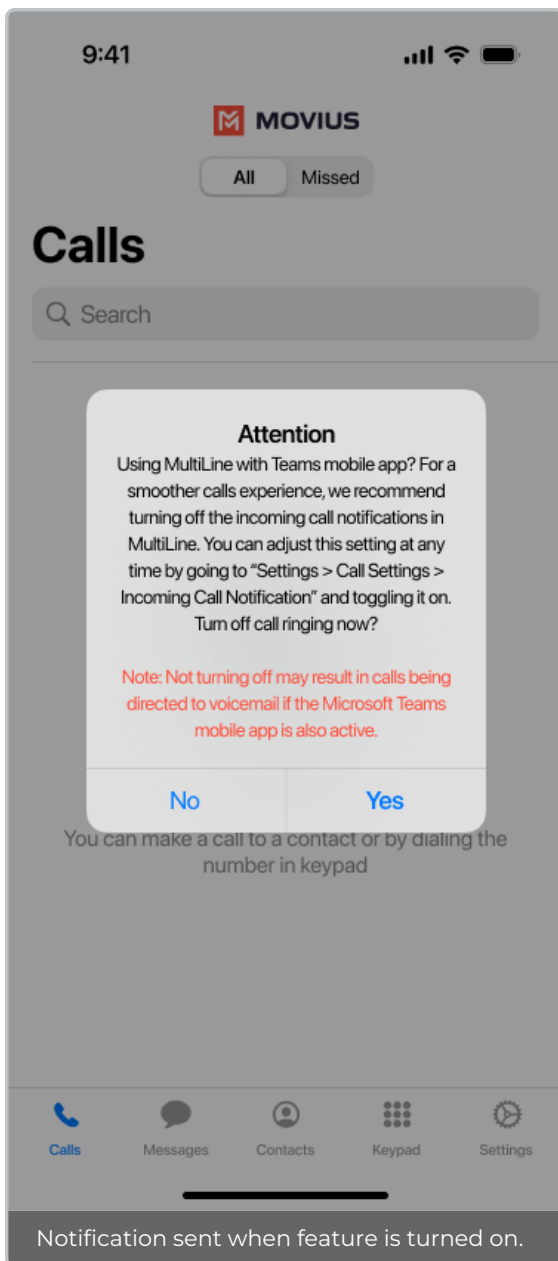 9:41
MOVIUS
All Missed
Calls
Search
Attention
Using MultiLine with Teams mobile app? For a
smoother calls experience, we recommend
turning off the incoming call notifications in
MultiLine. You can adjust this setting at any
time by going to “Settings > Call Settings >
Incoming Call Notification” and toggling it on.
Turn off call ringing now?
Note: Not turning off may result in calls being
directed to voicemail if the Microsoft Teams
mobile app is also active.
No Yes
You can make a call to a contact or by dialing the
number in keypad
Calls Messages Contacts Keypad Settings
Notification sent when feature is turned on.